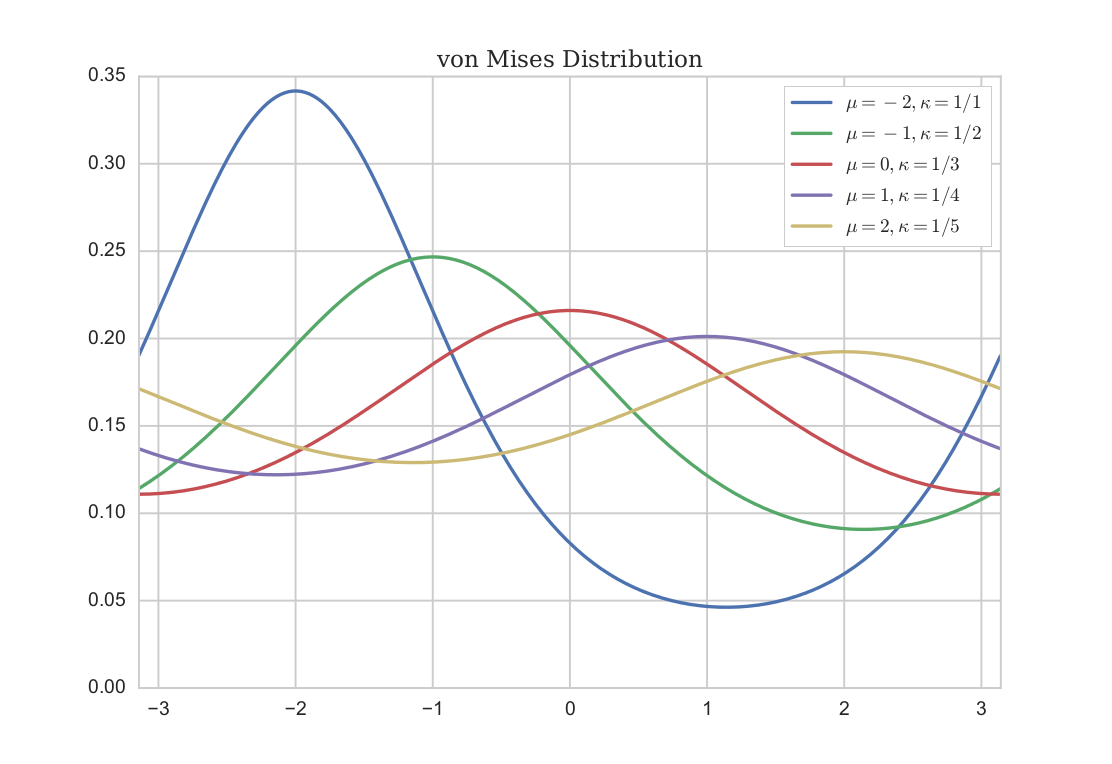 von Mises Distribution
0.35
0.30
0.25
0.20
0.15
0.10
0.05
0.00
−3 −2 −1 0 1 2 3
μ = − 2, κ = 1/1
μ = − 1, κ = 1/2
μ = 0, κ = 1/3
μ = 1, κ = 1/4
μ = 2, κ = 1/5